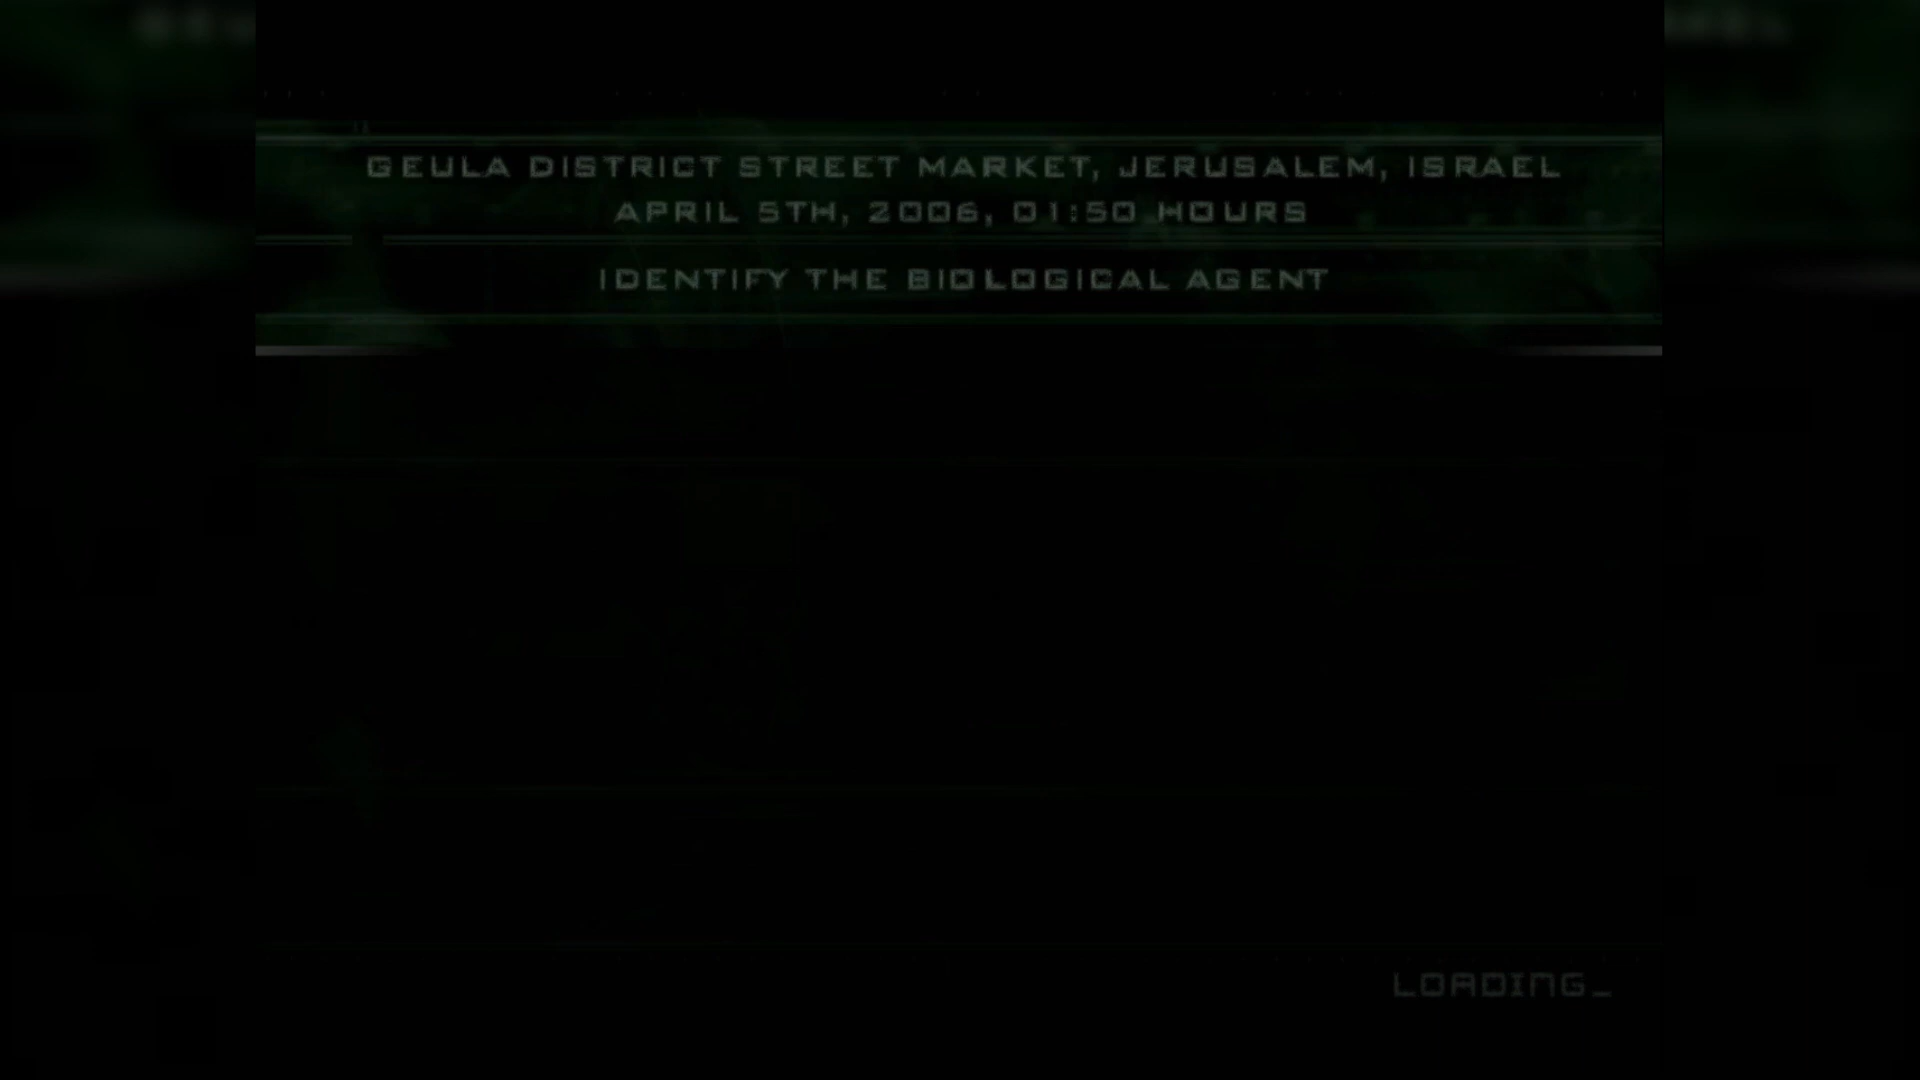 GEULA DISTRICT STREET MARKET, JERUSALEM, ISRAEL
APRIL 5TH, 2006, 01:50 HOURS
IDENTIFY THE BIOLOGICAL AGENT
LOADING_